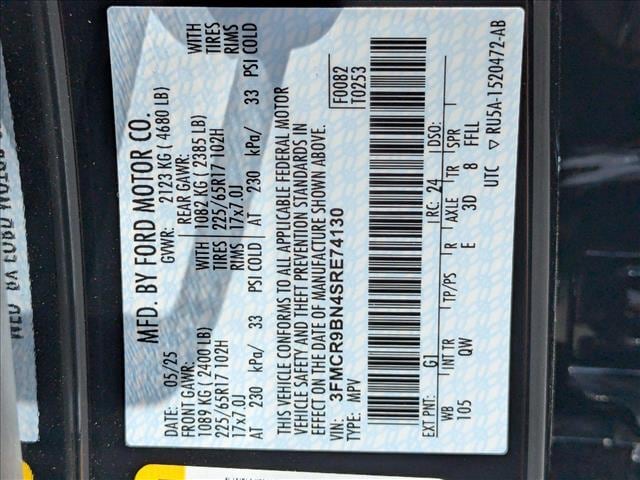 MFD. BY FORD MOTOR CO.
05/25 GVWR: 2123 KG ( 4680 LB)
FRONT GAWR: REAR GAWR: WITH
1089 KG ( 2400 LB) 1082 KG ( 2385 LB) TIRES
225/65R17 102H 225/65R17 102H RIMS
17x7.0J 17x7.0J
AT 230 kPa/ 33 PSI COLD AT 230 kPa/ 33 PSI COLD
WITH
TIRES
RIMS
THIS VEHICLE CONFORMS TO ALL APPLICABLE FEDERAL MOTOR
VEHICLE SAFETY AND THEFT PREVENTION STANDARDS IN
EFFECT ON THE DATE OF MANUFACTURE SHOWN ABOVE.
VIN: 3FMCR9BN4SRE74130
TYPE: MPV
F0082
T0253
EXT PNT: G1 LRC: 24 DSO:
WB INT TR TP/PS R AXLE TR SPR
105 QW E 3D 8 FFLL
UTC ▽ RU5A-1520472-AB